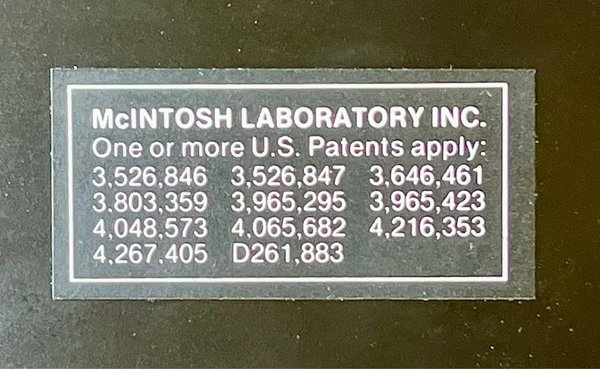 McINTOSH LABORATORY INC.
One or more U.S. Patents apply:
3,526,846 3,526,847 3,646,461
3,803,359 3,965,295 3,965,423
4,048,573 4,065,682 4,216,353
4,267,405 D261,883